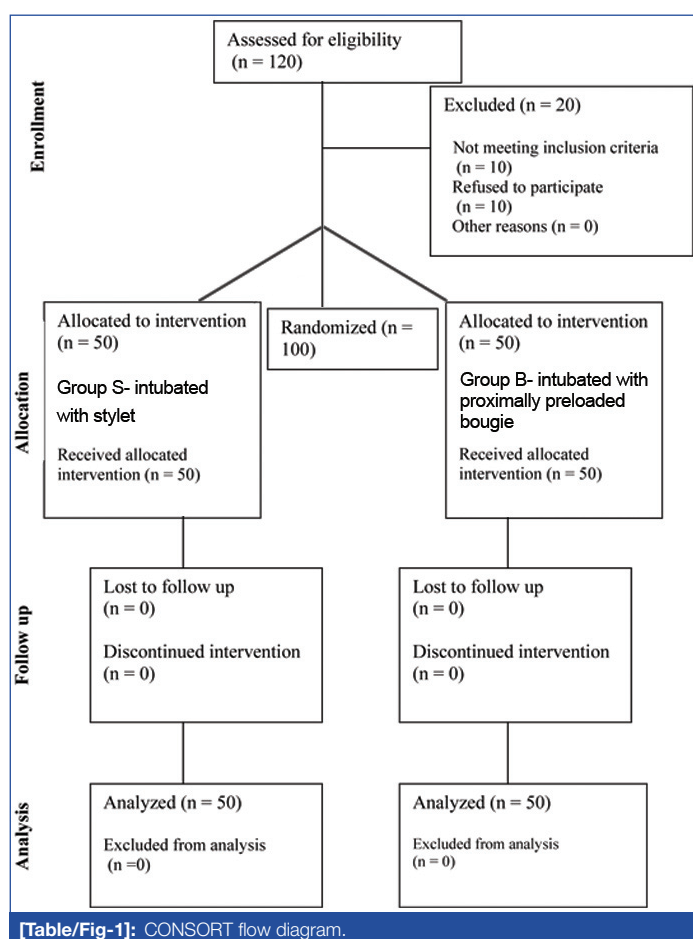 Assessed for eligibility
(n = 120)
Enrollment
Excluded (n = 20)
Not meeting inclusion criteria
(n = 10)
Refused to participate
(n = 10)
Other reasons (n = 0)
Allocation
Allocated to intervention
(n = 50)
Group S- intubated
with stylet
Received allocated
intervention (n = 50)
Randomized (n =
100)
Allocated to intervention
(n = 50)
Group B- intubated with
proximally preloaded
bougie
Received allocated
intervention (n = 50)
Follow up
Lost to follow up
(n = 0)
Discontinued intervention
(n = 0)
Lost to follow up
(n = 0)
Discontinued intervention
(n = 0)
Analysis
Analyzed (n = 50)
Excluded from analysis
(n =0)
Analyzed (n = 50)
Excluded from analysis
(n = 0)
[Table/Fig-1]: CONSORT flow diagram.